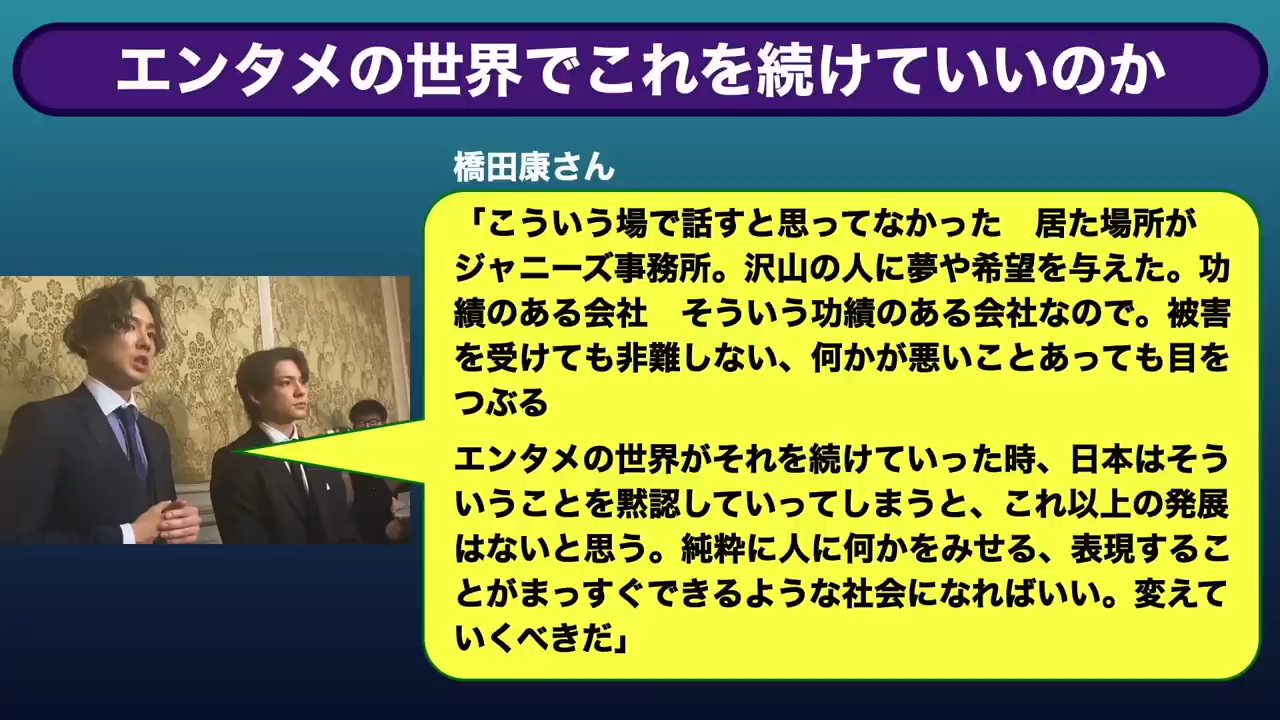 エンタメの世界でこれを続けていいのか
橋田康さん
「こういう場で話すと思ってなかった　居た場所が
ジャニーズ事務所。沢山の人に夢や希望を与えた。功
績のある会社　そういう功績のある会社なので。被害
を受けても非難しない、何かが悪いことあっても目を
つぶる
エンタメの世界がそれを続けていった時、日本はそう
いうことを黙認していってしまうと、これ以上の発展
はないと思う。純粋に人に何かをみせる、表現するこ
とがまっすぐできるような社会になればいい。変えて
いくべきだ」